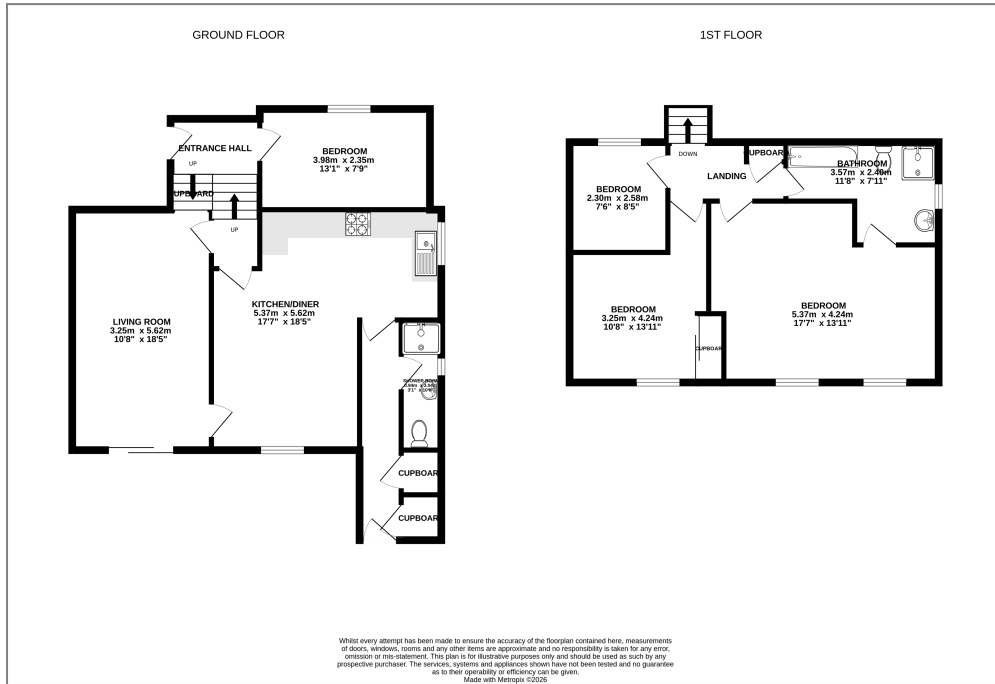 GROUND FLOOR
1ST FLOOR
BEDROOM
3.98m x 2.35m
13'1" x 7'9"
ENTRANCE HALL
UP
UPBOARD
UP
KITCHEN/DINER
5.37m x 5.62m
17'7" x 18'5"
LIVING ROOM
3.25m x 5.62m
10'8" x 18'5"
SHOWER ROOM
3'1"
CUPBOAR
CUPBOAR
DOWN
UPBOAR
LANDING
BATHROOM
3.57m x 2.40m
11'8" x 7'11"
BEDROOM
2.30m x 2.58m
7'6" x 8'5"
BEDROOM
3.25m x 4.24m
10'8" x 13'11"
CUPBOAR
BEDROOM
5.37m x 4.24m
17'7" x 13'11"
Whilst every attempt has been made to ensure the accuracy of the floorplan contained here, measurements
of doors, windows, rooms and any other items are approximate and no responsibility is taken for any error,
omission or mis-statement. This plan is for illustrative purposes only and should be used as such by any
prospective purchaser. The services, systems and appliances shown have not been tested and no guarantee
as to their operability or efficiency can be given.
Made with Metropix ©2026